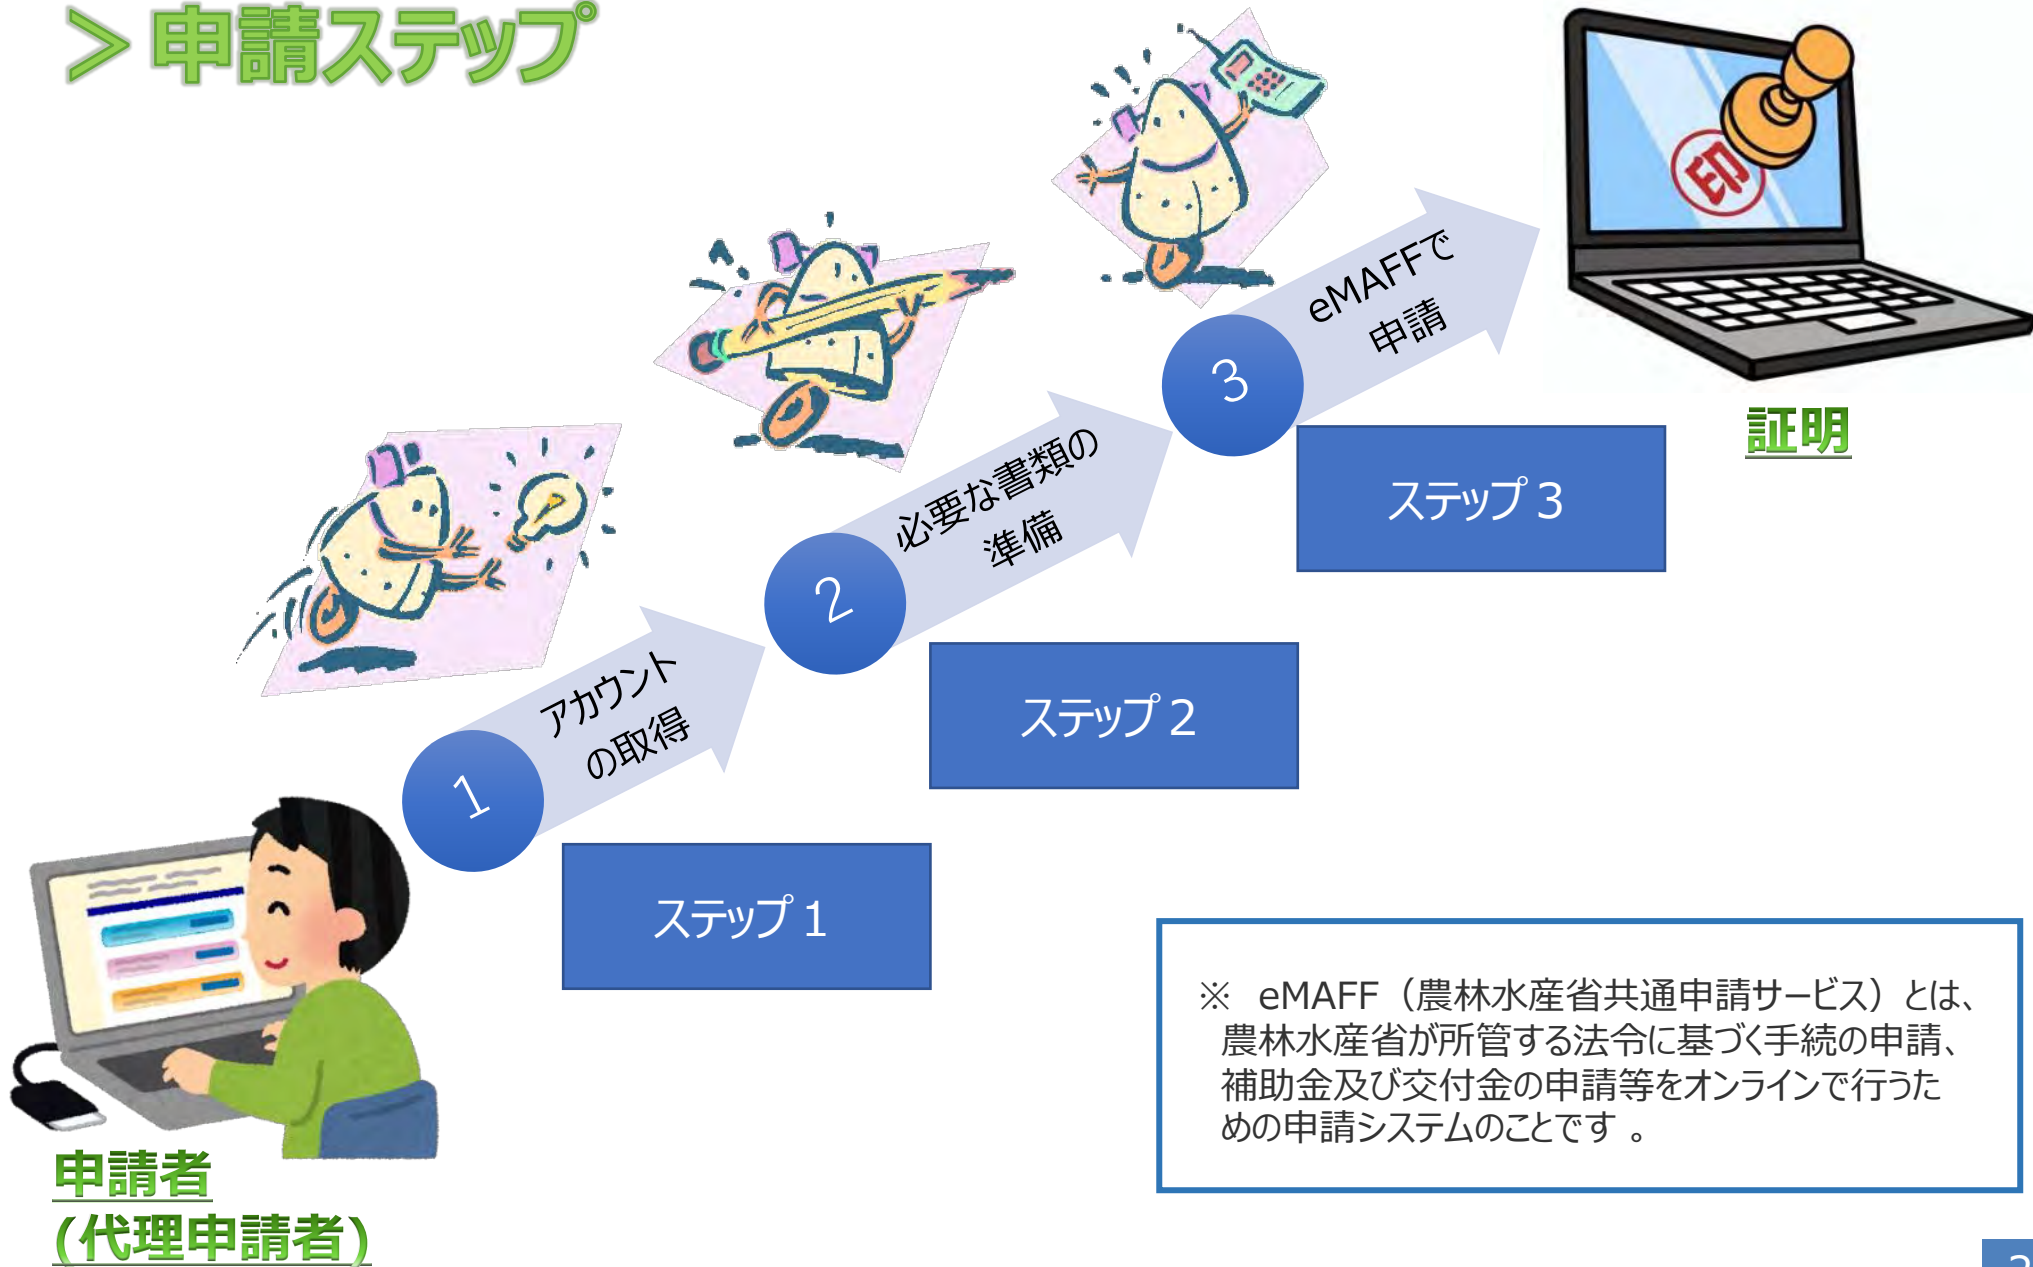 ＞申請ステップ
印
eMAFFで
申請
3
証明
ステップ３
必要な書類の
準備
2
ステップ２
アカウント
の取得
1
ステップ１
※　eMAFF（農林水産省共通申請サービス）とは、
農林水産省が所管する法令に基づく手続の申請、
補助金及び交付金の申請等をオンラインで行うた
めの申請システムのことです 。
申請者
(代理申請者)